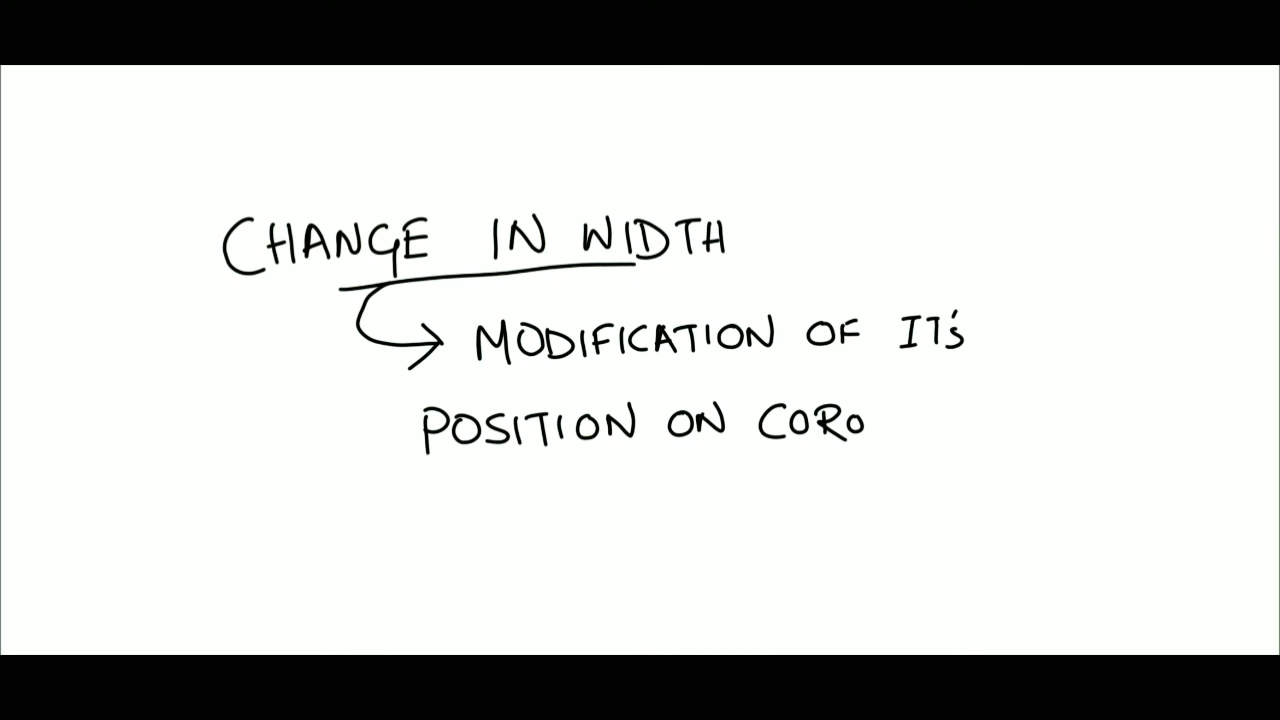 CHANGE IN WIDTH
MODIFICATION OF IT's
POSITION ON CORO